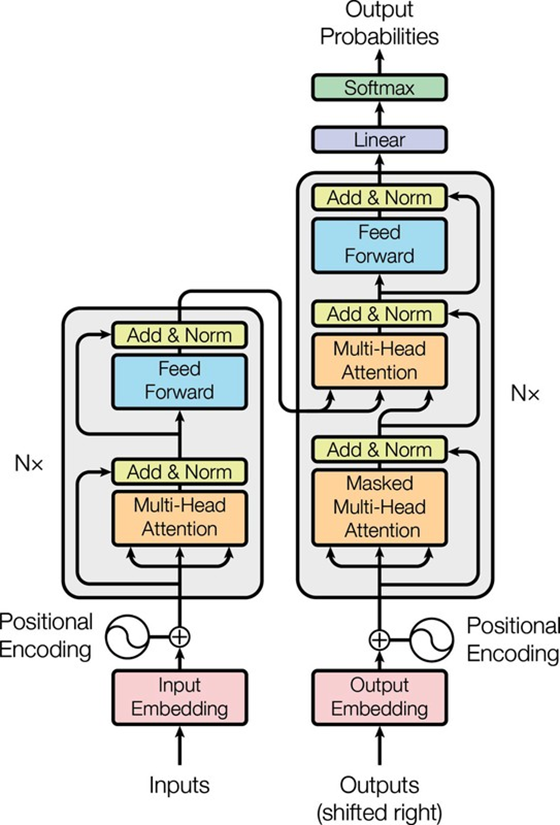 Output
Probabilities
Softmax
Linear
Add & Norm
Feed
Forward
Add & Norm
Multi-Head
Attention
Add & Norm
Masked
Multi-Head
Attention
N×
Add & Norm
Feed
Forward
Add & Norm
Multi-Head
Attention
N×
Positional
Encoding
Positional
Encoding
Input
Embedding
Output
Embedding
Inputs
Outputs
(shifted right)